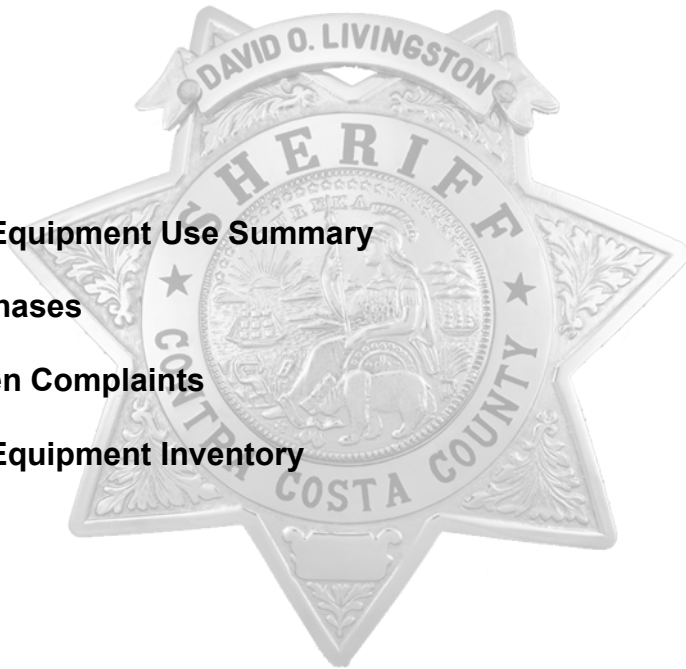 DAVID O. LIVINGSTON
SHERIFF
EUREKA
Equipment Use Summary
hases
en Complaints
Equipment Inventory
CONTRA COSTA COUNTY